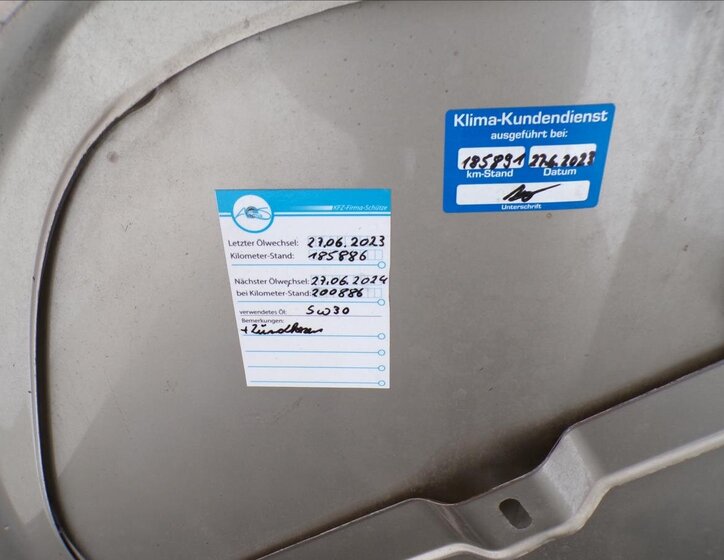 Klima-Kundendienst
ausgeführt bei:
185891 27.6.2023
km-Stand Datum
Unterschrift
KFZ-Firma-Schütze
Letzter Ölwechsel: 27.06.2023
Kilometer-Stand: 185886
Nächster Ölwechsel: 27.06.2024
bei Kilometer-Stand: 200886
verwendetes Öl: 5W30
Bemerkungen:
+ Zündkerzen